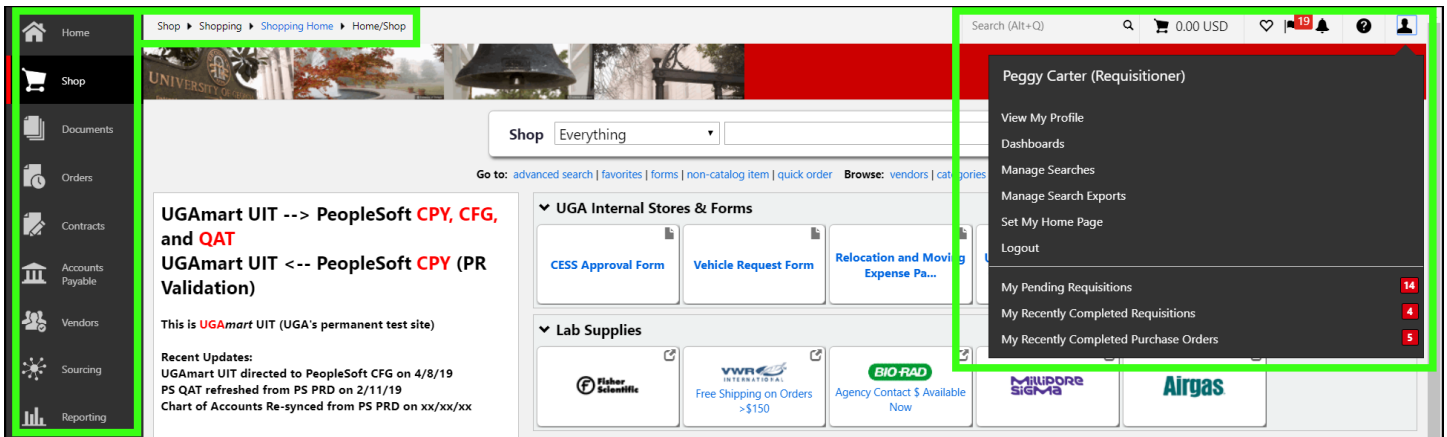 Home
Shop
Documents
Orders
Contracts
Accounts
Payable
Vendors
Sourcing
Reporting
Shop ▸ Shopping ▸ Shopping Home ▸ Home/Shop
Search (Alt+Q)
0.00 USD
19
UNIVERSITY OF
Peggy Carter (Requisitioner)
View My Profile
Dashboards
Manage Searches
Manage Search Exports
Set My Home Page
Logout
My Pending Requisitions 14
My Recently Completed Requisitions 4
My Recently Completed Purchase Orders 5
Shop Everything
Go to: advanced search | favorites | forms | non-catalog item | quick order Browse: vendors | categories
UGAmart UIT --> PeopleSoft CPY, CFG,
and QAT
UGAmart UIT <-- PeopleSoft CPY (PR
Validation)
This is UGAmart UIT (UGA's permanent test site)
Recent Updates:
UGAmart UIT directed to PeopleSoft CFG on 4/8/19
PS QAT refreshed from PS PRD on 2/11/19
Chart of Accounts Re-synced from PS PRD on xx/xx/xx
UGA Internal Stores & Forms
CESS Approval Form
Vehicle Request Form
Relocation and Moving
Expense Pa...
Lab Supplies
Fisher
Scientific
VWR
INTERNATIONAL
Free Shipping on Orders
>$150
BIO-RAD
Agency Contact $ Available
Now
MILLIPORE
SIGMA
Airgas